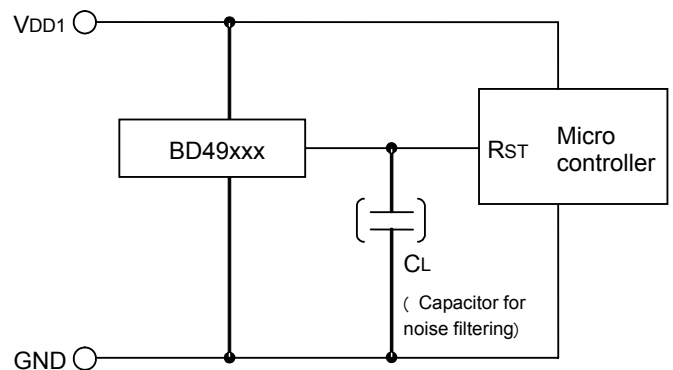 VDD1
BD49xxx
RST
Micro
controller
CL
( Capacitor for
noise filtering)
GND